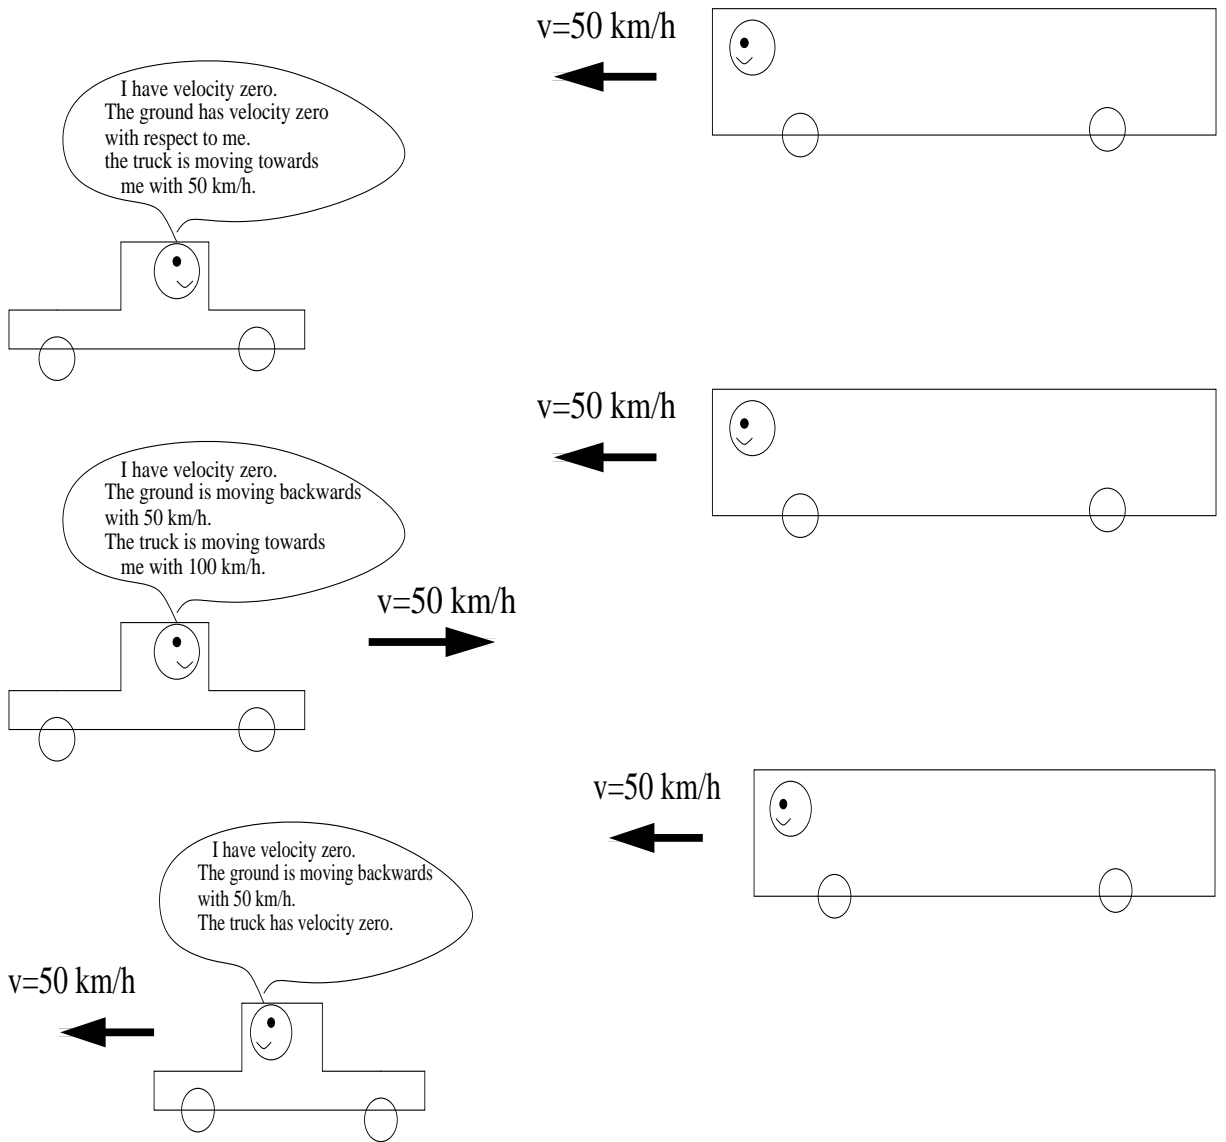 v=50 km/h
I have velocity zero.
The ground has velocity zero
with respect to me.
the truck is moving towards
me with 50 km/h.
v=50 km/h
I have velocity zero.
The ground is moving backwards
with 50 km/h.
The truck is moving towards
me with 100 km/h.
v=50 km/h
v=50 km/h
I have velocity zero.
The ground is moving backwards
with 50 km/h.
The truck has velocity zero.
v=50 km/h